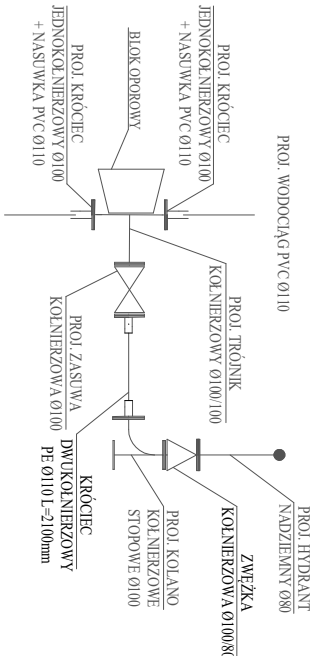 PROJ. WODOCIĄG PVC Ø110
PROJ. HYDRANT
NADZIEMNY Ø80
ZWĘŻKA
KOŁNIERZOWA Ø100/80
PROJ. KRÓCIEC
JEDNOKOŁNIERZOWY Ø100
+ NASUWKA PVC Ø110
PROJ. TRÓJNIK
KOŁNIERZOWY Ø100/100
PROJ. KOLANO
KOŁNIERZOWE
STOPOWE Ø100
BLOK OPOROWY
KRÓCIEC
DWUKOŁNIERZOWY
PE Ø110 L=2100mm
PROJ. KRÓCIEC
JEDNOKOŁNIERZOWY Ø100
+ NASUWKA PVC Ø110
PROJ. ZASUWA
KOŁNIERZOWA Ø100